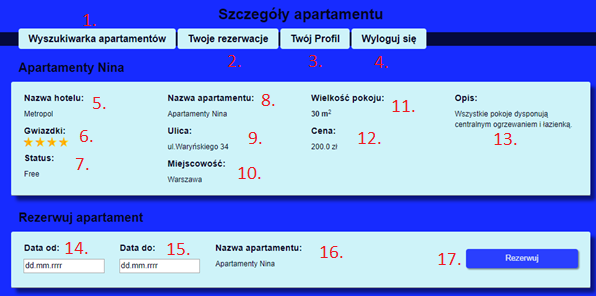 Szczegóły apartamentu
1.
Wyszukiwarka apartamentów Twoje rezerwacje Twój Profil Wyloguj się
2. 3. 4.
Apartamenty Nina
Nazwa hotelu: 5. Nazwa apartamentu: 8. Wielkość pokoju: 11. Opis:
Metropol Apartamenty Nina 30 m² Wszystkie pokoje dysponują
centralnym ogrzewaniem i łazienką.
Gwiazdki: 6. Ulica: 9. Cena: 12. 13.
ul.Waryńskiego 34 200.0 zł
Status: 7. Miejscowość: 10.
Free Warszawa
Rezerwuj apartament
Data od: 14. Data do: 15. Nazwa apartamentu: 16. 17. Rezerwuj
dd.mm.rrrr dd.mm.rrrr Apartamenty Nina